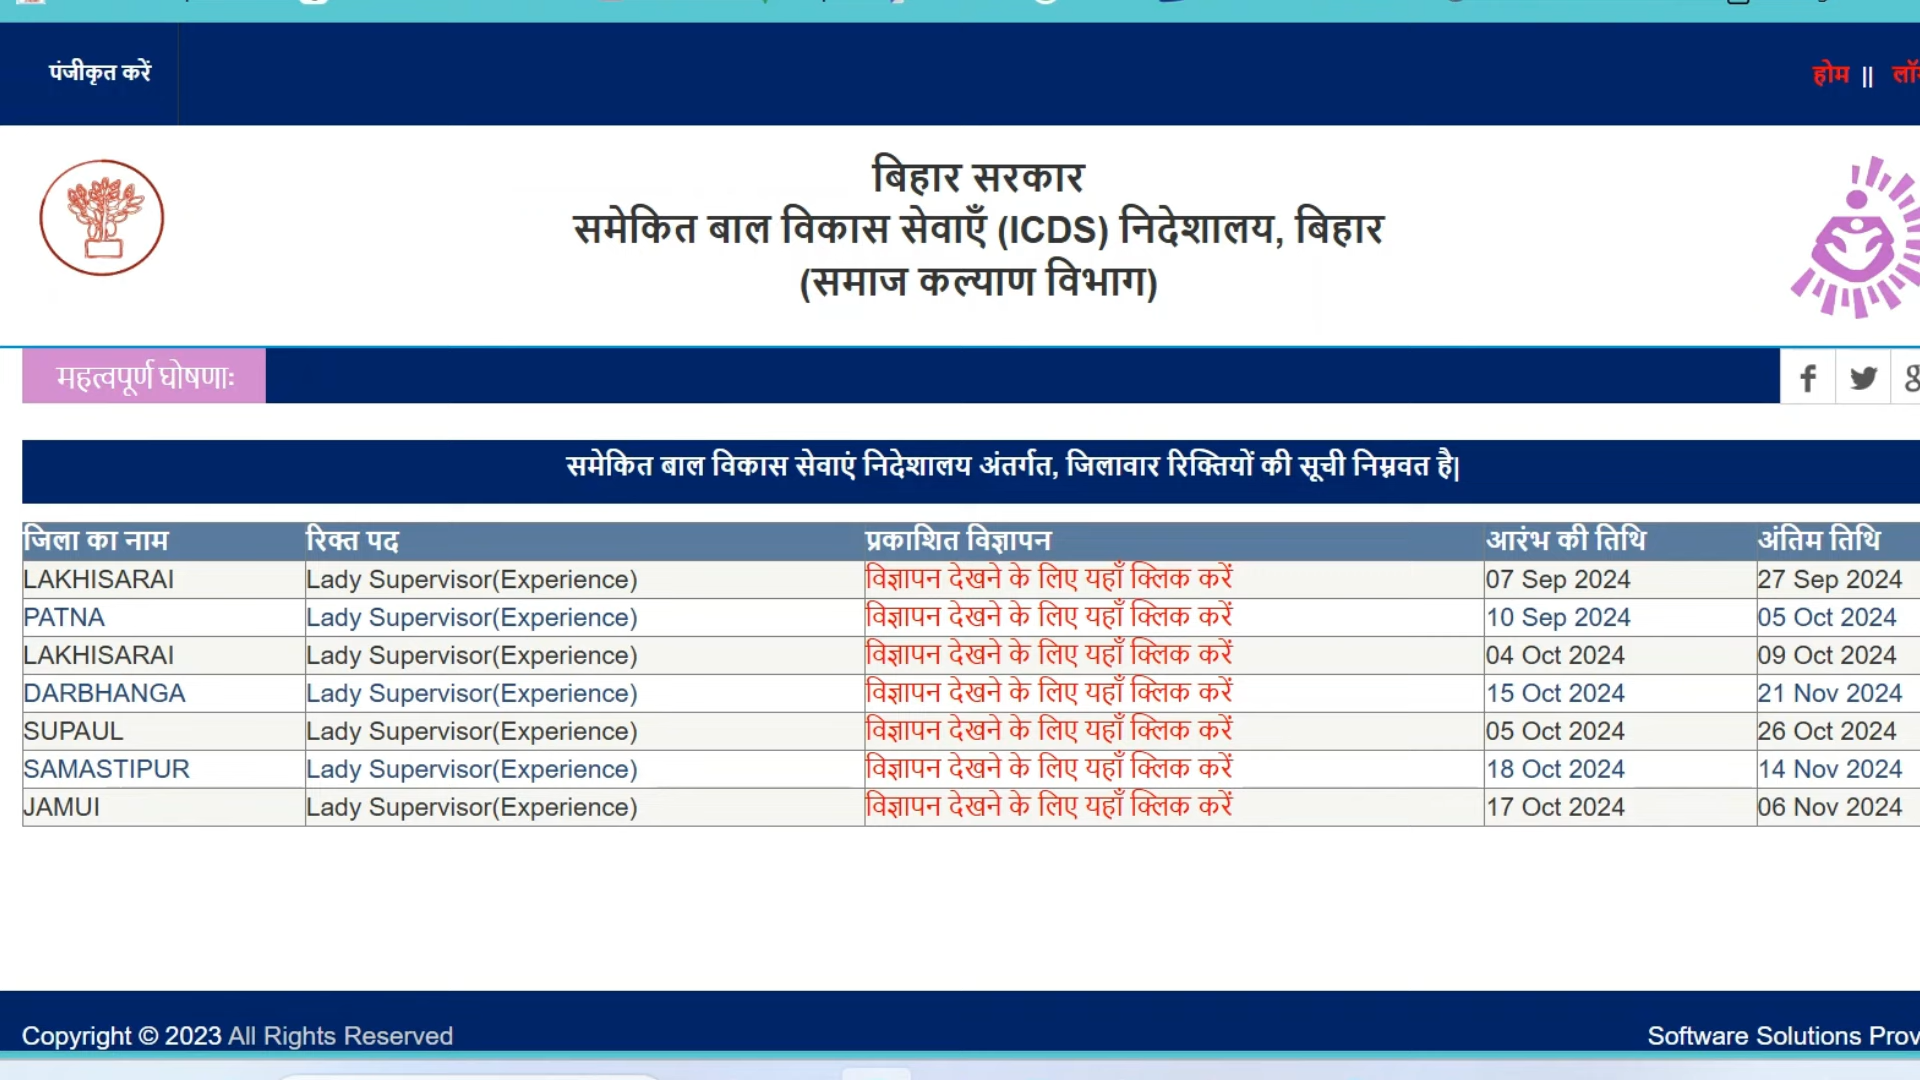 पंजीकृत करें
होम ||
बिहार सरकार
समेकित बाल विकास सेवाएँ (ICDS) निदेशालय, बिहार
(समाज कल्याण विभाग)
महत्वपूर्ण घोषणाः
समेकित बाल विकास सेवाएं निदेशालय अंतर्गत, जिलावार रिक्तियों की सूची निम्नवत है|
जिला का नाम रिक्त पद प्रकाशित विज्ञापन आरंभ की तिथि अंतिम तिथि
LAKHISARAI Lady Supervisor(Experience) विज्ञापन देखने के लिए यहाँ क्लिक करें 07 Sep 2024 27 Sep 2024
PATNA Lady Supervisor(Experience) विज्ञापन देखने के लिए यहाँ क्लिक करें 10 Sep 2024 05 Oct 2024
LAKHISARAI Lady Supervisor(Experience) विज्ञापन देखने के लिए यहाँ क्लिक करें 04 Oct 2024 09 Oct 2024
DARBHANGA Lady Supervisor(Experience) विज्ञापन देखने के लिए यहाँ क्लिक करें 15 Oct 2024 21 Nov 2024
SUPAUL Lady Supervisor(Experience) विज्ञापन देखने के लिए यहाँ क्लिक करें 05 Oct 2024 26 Oct 2024
SAMASTIPUR Lady Supervisor(Experience) विज्ञापन देखने के लिए यहाँ क्लिक करें 18 Oct 2024 14 Nov 2024
JAMUI Lady Supervisor(Experience) विज्ञापन देखने के लिए यहाँ क्लिक करें 17 Oct 2024 06 Nov 2024
Copyright © 2023 All Rights Reserved
Software Solutions Prov